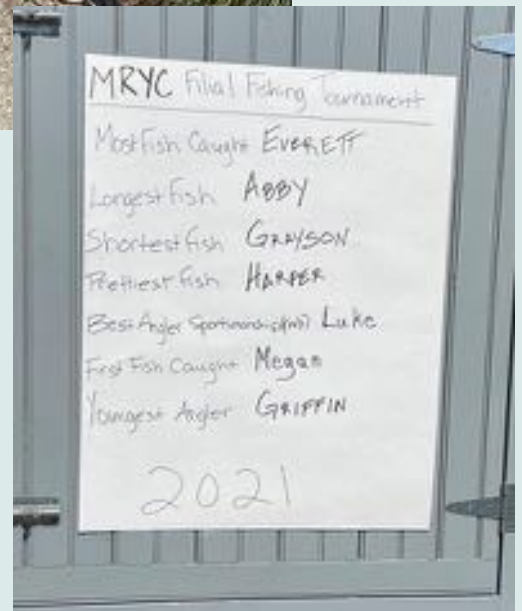 MRYC Filial Fishing Tournament
Most Fish Caught EVERETT
Longest Fish ABBY
Shortest Fish GRAYSON
Prettiest Fish HARPER
Best Angler Luke
First Fish Caught Megan
Youngest Angler GRIFFIN
2021